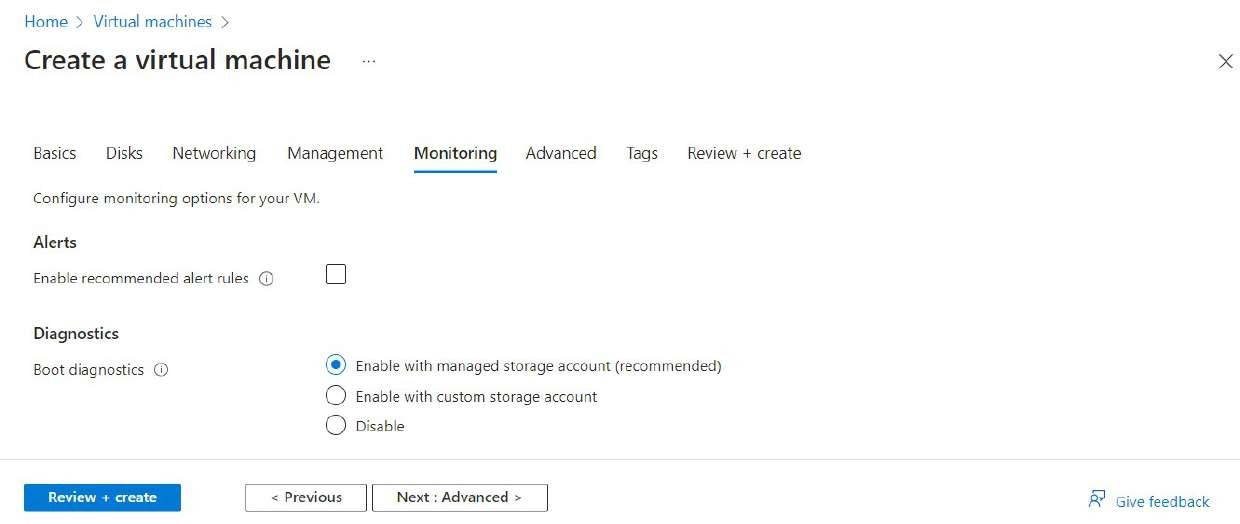 Home > Virtual machines >
Create a virtual machine ...
Basics Disks Networking Management Monitoring Advanced Tags Review + create
Configure monitoring options for your VM.
Alerts
Enable recommended alert rules
Diagnostics
Boot diagnostics
Enable with managed storage account (recommended)
Enable with custom storage account
Disable
Review + create < Previous Next : Advanced > Give feedback